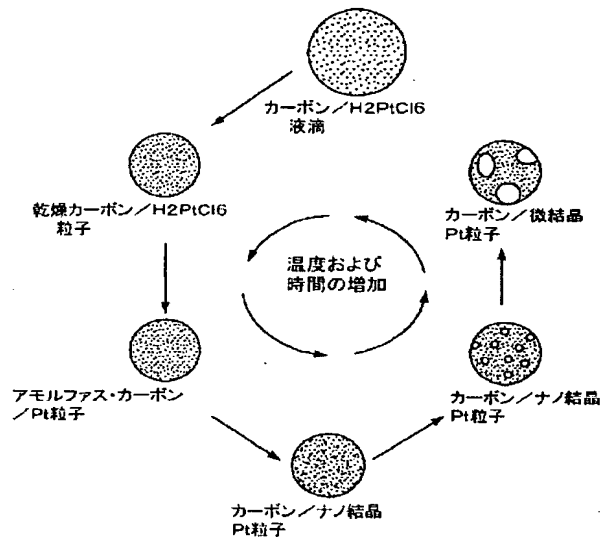 カーボン/H2PtCl6
液滴
乾燥カーボン/H2PtCl6
粒子
アモルファス・カーボン
/Pt粒子
カーボン/ナノ結晶
Pt粒子
カーボン/ナノ結晶
Pt粒子
カーボン/微結晶
Pt粒子
温度および
時間の増加